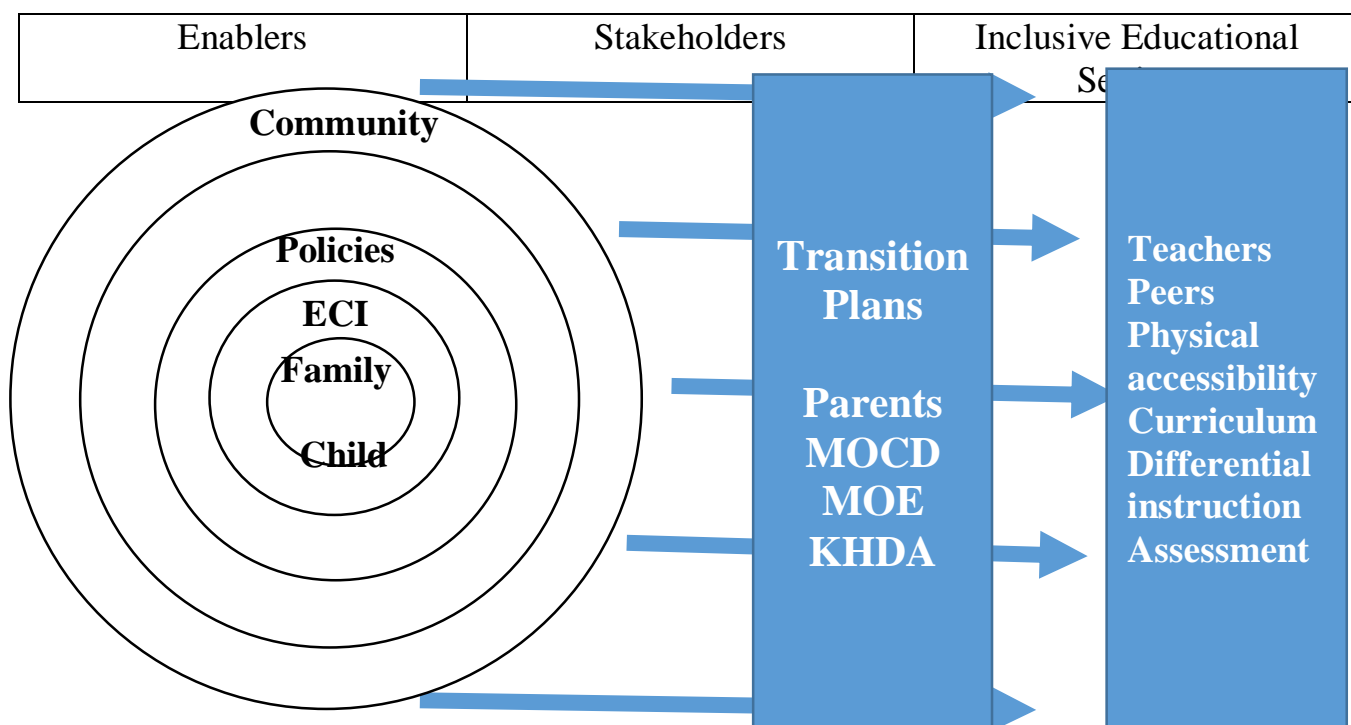 Enablers
Stakeholders
Inclusive Educational
Community
Policies
ECI
Family
Child
Transition
Plans
Parents
MOCD
MOE
KHDA
Teachers
Peers
Physical
accessibility
Curriculum
Differential
instruction
Assessment